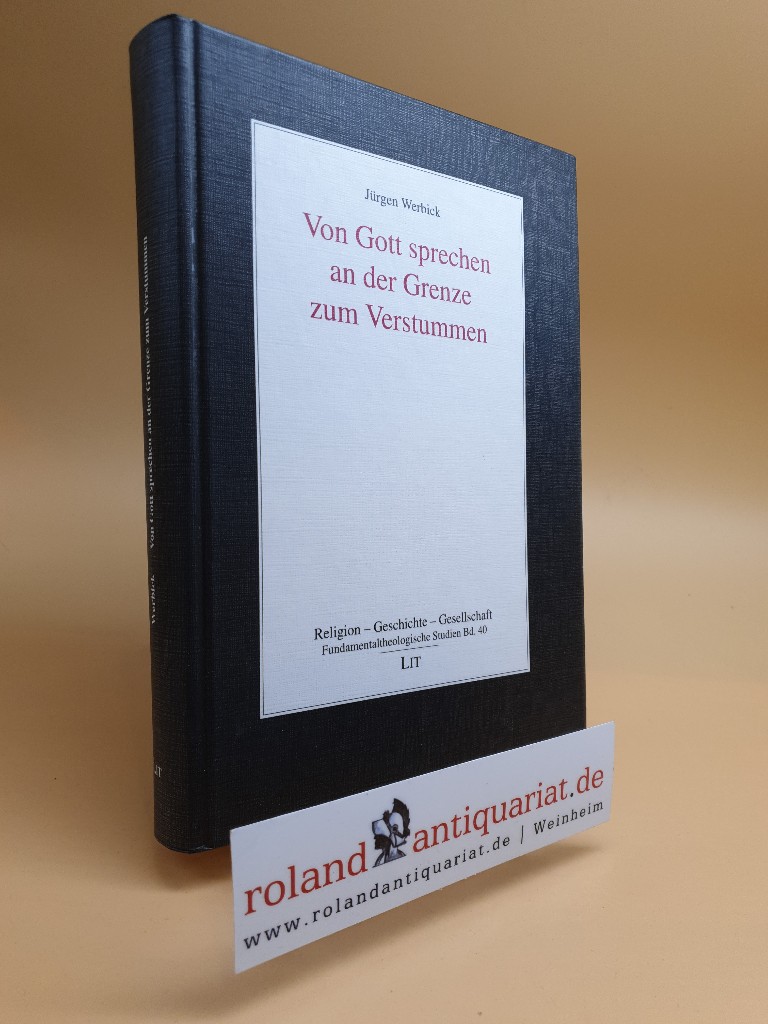 Jürgen Werbick
Von Gott sprechen
an der Grenze
zum Verstummen
Religion – Geschichte – Gesellschaft
Fundamentaltheologische Studien Bd. 40
LIT
Werbick Von Gott sprechen an der Grenze zum Verstummen
LIT
roland antiquariat.de
www.rolandantiquariat.de | Weinheim